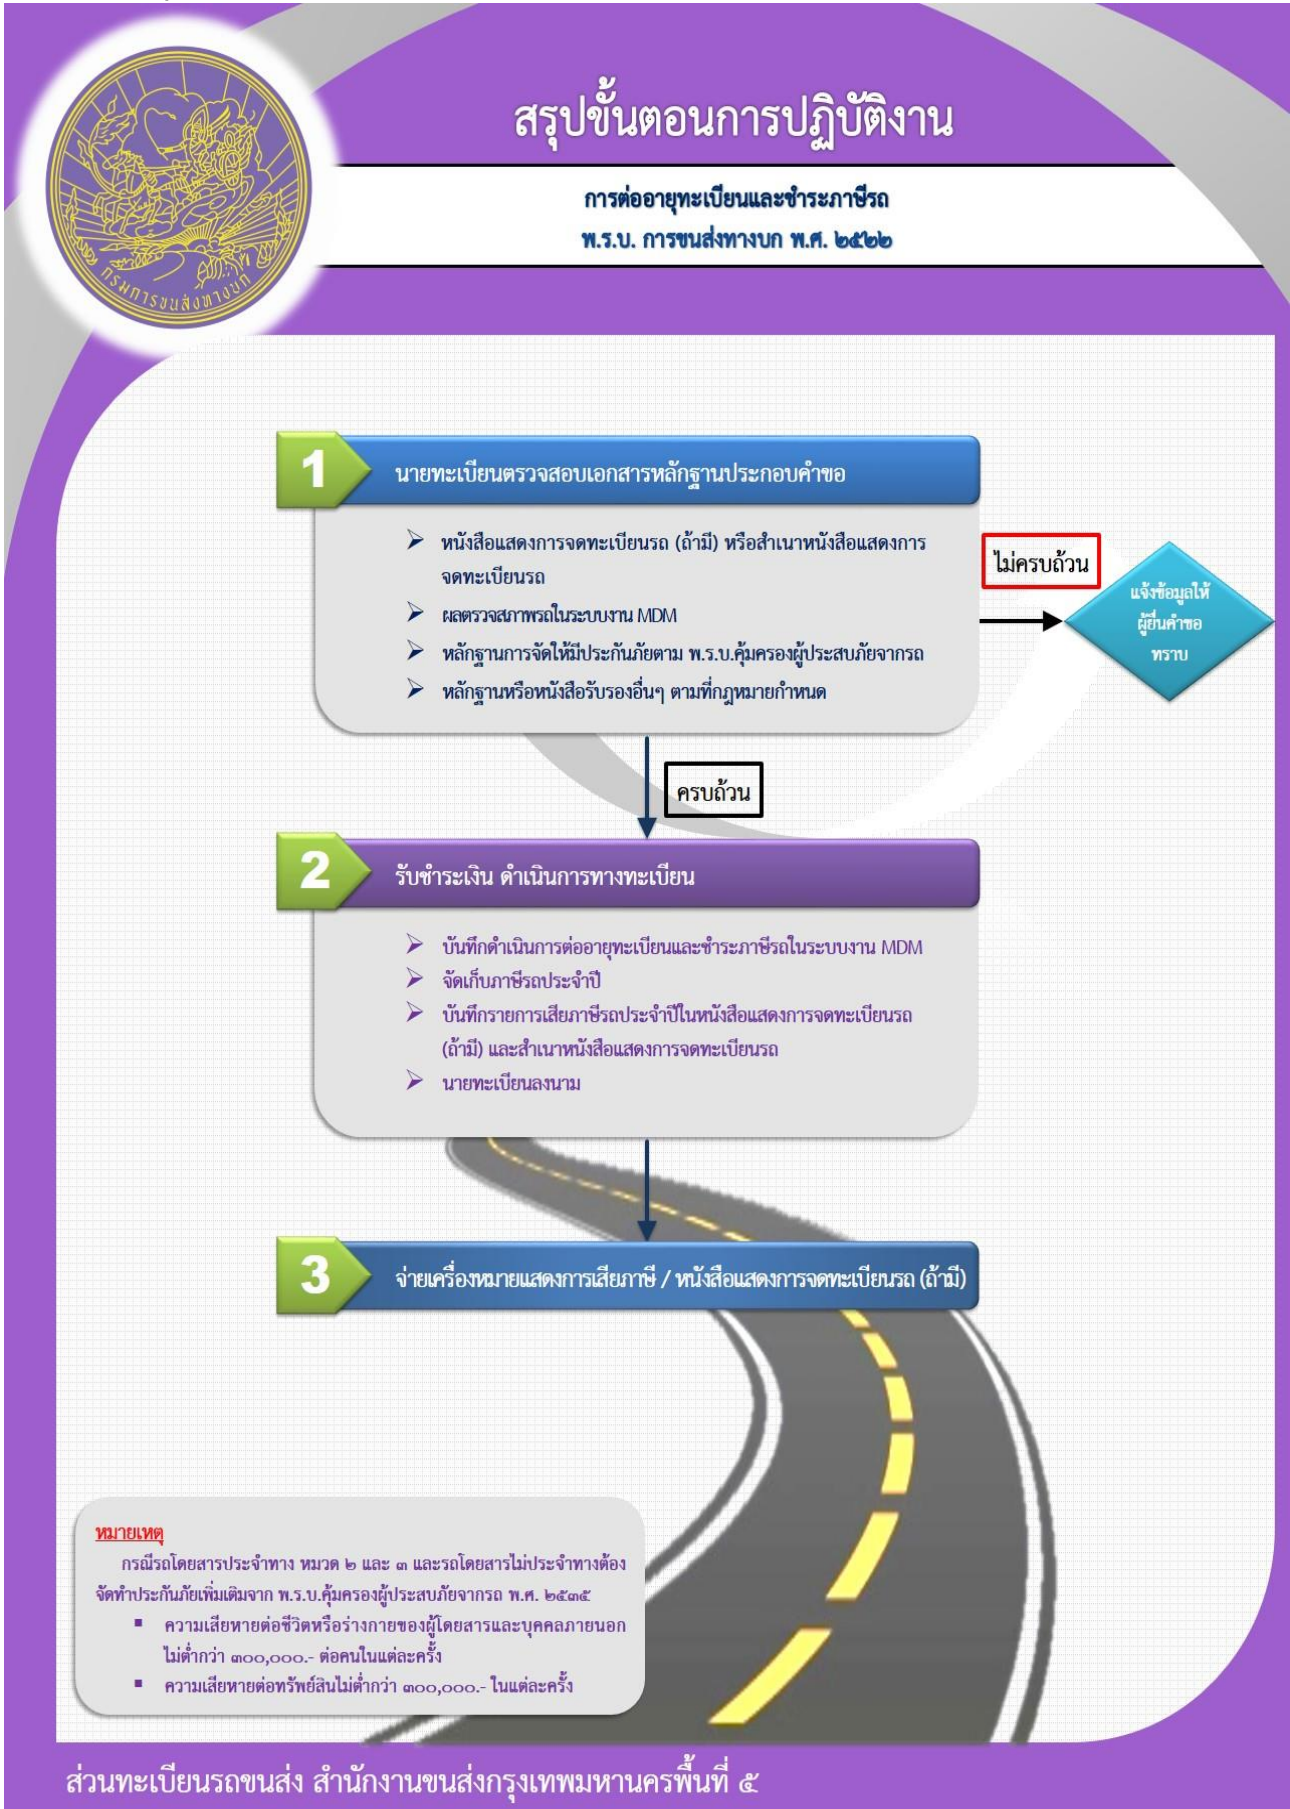 กรมการขนส่งทางบก
สรุปขั้นตอนการปฏิบัติงาน
การต่ออายุทะเบียนและชำระภาษีรถ
พ.ร.บ. การขนส่งทางบก พ.ศ. ๒๕๒๒
1
นายทะเบียนตรวจสอบเอกสารหลักฐานประกอบคำขอ
➢ หนังสือแสดงการจดทะเบียนรถ (ถ้ามี) หรือสำเนาหนังสือแสดงการ
จดทะเบียนรถ
➢ ผลตรวจสภาพรถในระบบงาน MDM
➢ หลักฐานการจัดให้มีประกันภัยตาม พ.ร.บ.คุ้มครองผู้ประสบภัยจากรถ
➢ หลักฐานหรือหนังสือรับรองอื่นๆ ตามที่กฎหมายกำหนด
ไม่ครบถ้วน
แจ้งข้อมูลให้
ผู้ยื่นคำขอ
ทราบ
ครบถ้วน
2
รับชำระเงิน ดำเนินการทางทะเบียน
➢ บันทึกดำเนินการต่ออายุทะเบียนและชำระภาษีรถในระบบงาน MDM
➢ จัดเก็บภาษีรถประจำปี
➢ บันทึกรายการเสียภาษีรถประจำปีในหนังสือแสดงการจดทะเบียนรถ
(ถ้ามี) และสำเนาหนังสือแสดงการจดทะเบียนรถ
➢ นายทะเบียนลงนาม
3
จ่ายเครื่องหมายแสดงการเสียภาษี / หนังสือแสดงการจดทะเบียนรถ (ถ้ามี)
หมายเหตุ
กรณีรถโดยสารประจำทาง หมวด ๒ และ ๓ และรถโดยสารไม่ประจำทางต้อง
จัดทำประกันภัยเพิ่มเติมจาก พ.ร.บ.คุ้มครองผู้ประสบภัยจากรถ พ.ศ. ๒๕๓๕
▪ ความเสียหายต่อชีวิตหรือร่างกายของผู้โดยสารและบุคคลภายนอก
ไม่ต่ำกว่า ๓๐๐,๐๐๐.- ต่อคนในแต่ละครั้ง
▪ ความเสียหายต่อทรัพย์สินไม่ต่ำกว่า ๓๐๐,๐๐๐.- ในแต่ละครั้ง
ส่วนทะเบียนรถขนส่ง สำนักงานขนส่งกรุงเทพมหานครพื้นที่ ๕